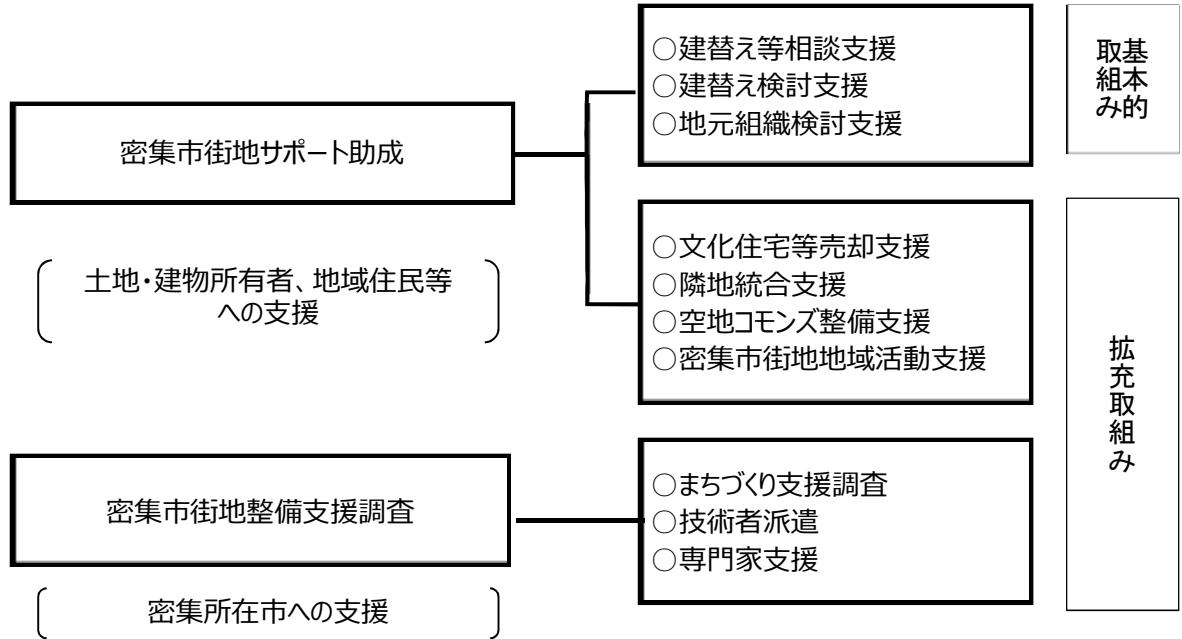 密集市街地サポート助成
土地・建物所有者、地域住民等
への支援
○建替え等相談支援
○建替え検討支援
○地元組織検討支援
基本的
取組み
○文化住宅等売却支援
○隣地統合支援
○空地コモンズ整備支援
○密集市街地地域活動支援
拡充取組み
密集市街地整備支援調査
密集所在市への支援
○まちづくり支援調査
○技術者派遣
○専門家支援